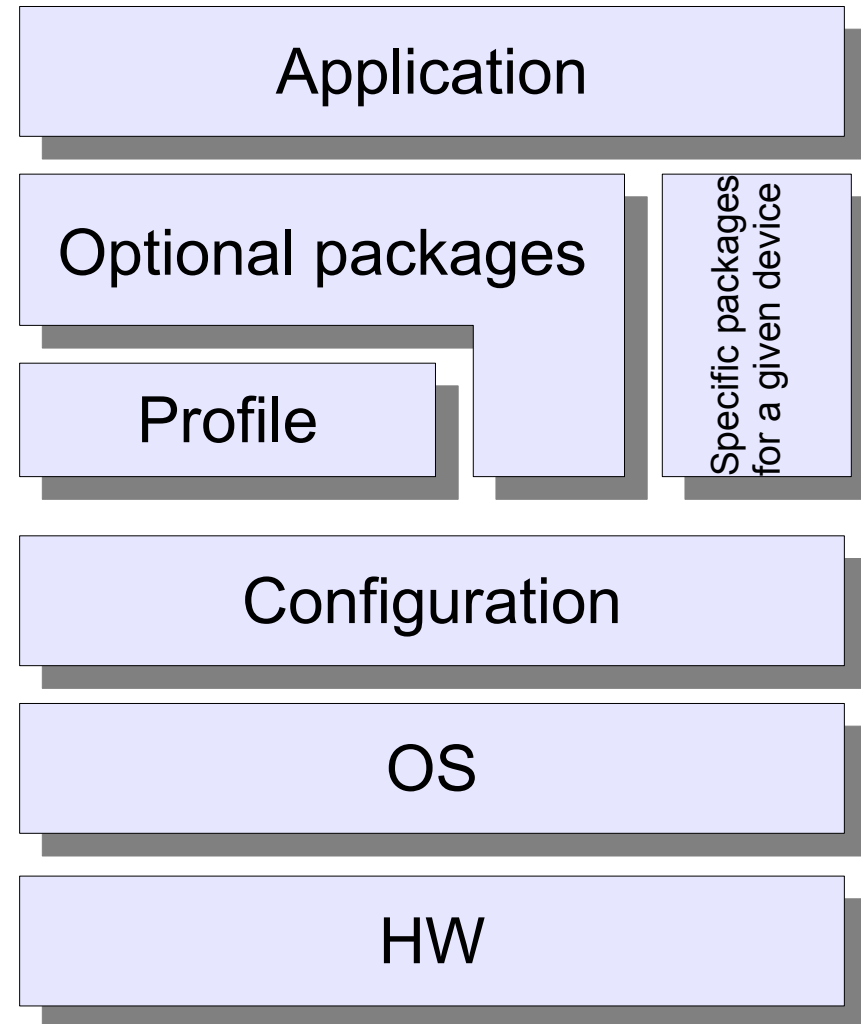 Application
Optional packages
Specific packages
for a given device
Profile
Configuration
OS
HW